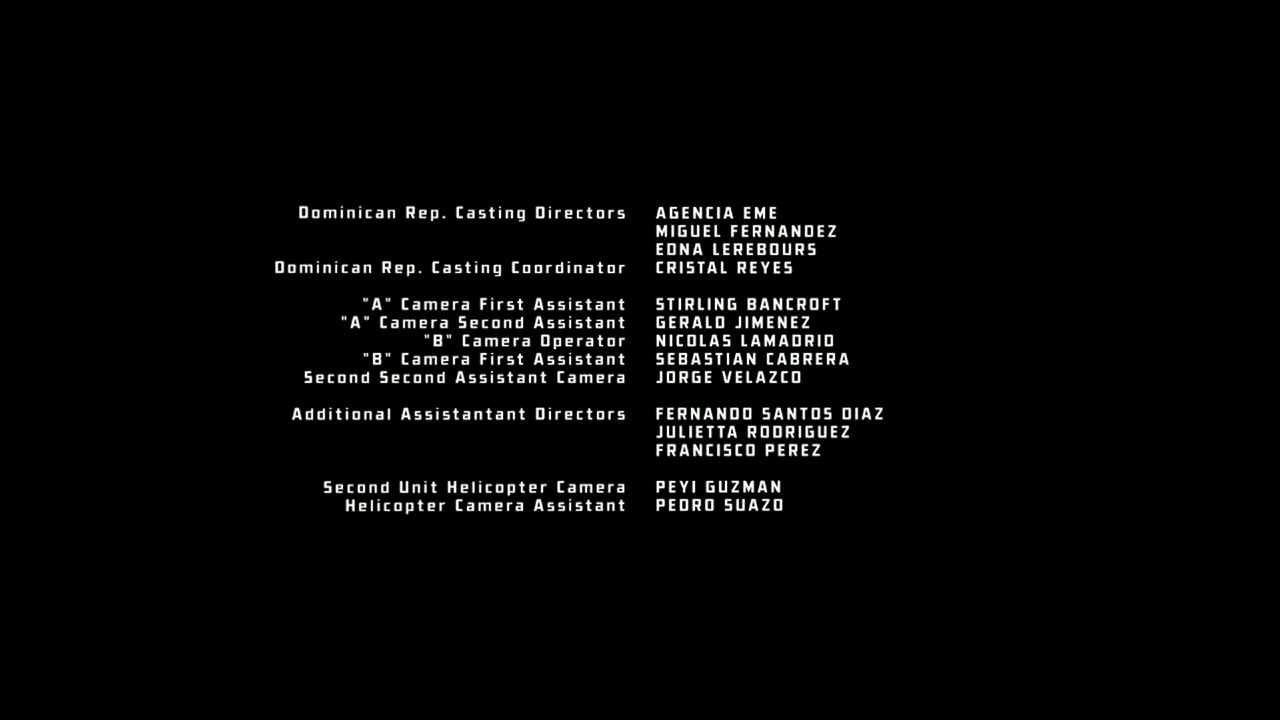 Dominican Rep. Casting Directors AGENCIA EME
MIGUEL FERNANDEZ
EDNA LEREBOURS
Dominican Rep. Casting Coordinator CRISTAL REYES
"A" Camera First Assistant STIRLING BANCROFT
"A" Camera Second Assistant GERALD JIMENEZ
"B" Camera Operator NICOLAS LAMADRID
"B" Camera First Assistant SEBASTIAN CABRERA
Second Second Assistant Camera JORGE VELAZCO
Additional Assistantant Directors FERNANDO SANTOS DIAZ
JULIETTA RODRIGUEZ
FRANCISCO PEREZ
Second Unit Helicopter Camera PEYI GUZMAN
Helicopter Camera Assistant PEDRO SUAZO